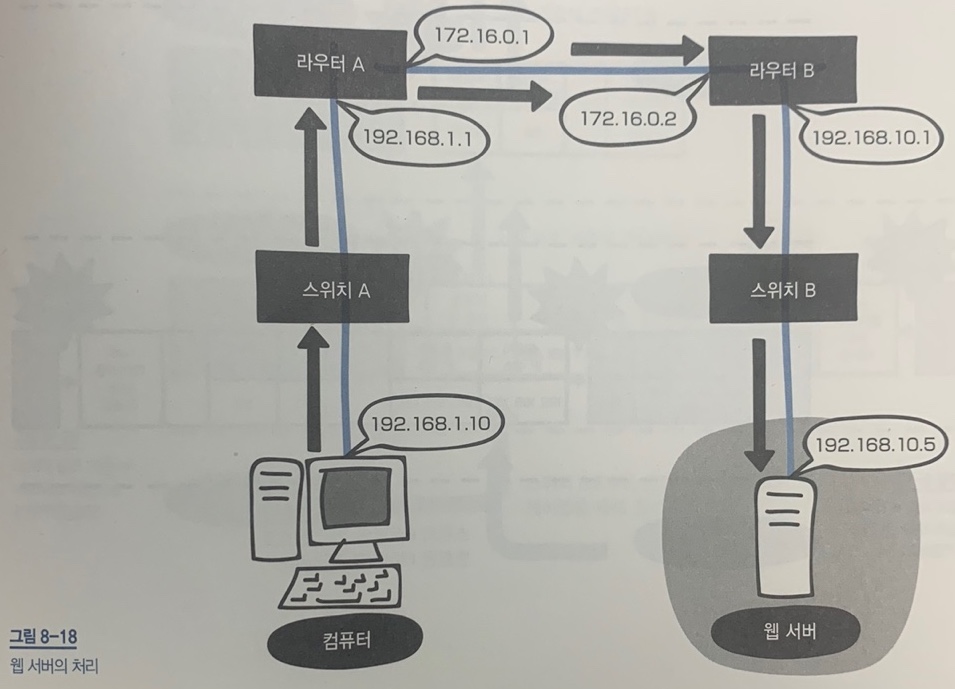 172.16.0.1
라우터 A
라우터 B
172.16.0.2
192.168.1.1
192.168.10.1
스위치 A
스위치 B
192.168.1.10
192.168.10.5
그림 8-18
웹 서버의 처리
컴퓨터
웹 서버